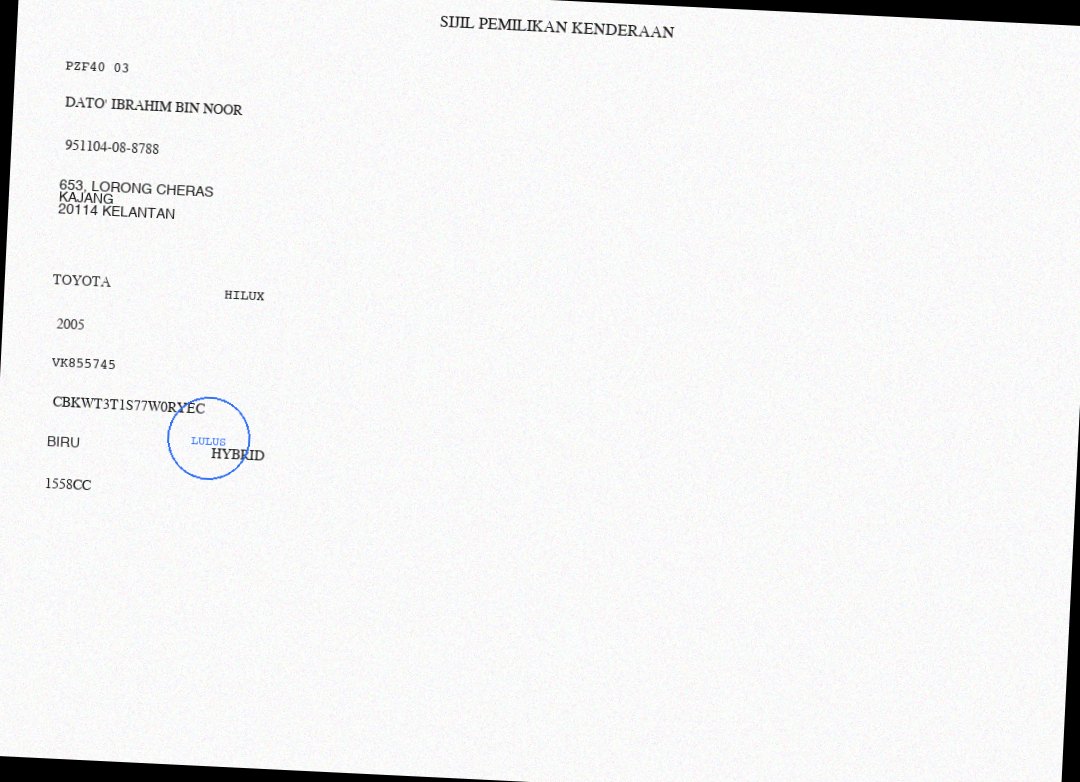 SIJIL PEMILIKAN KENDERAAN
PZF40 03
DATO' IBRAHIM BIN NOOR
951104-08-8788
653, LORONG CHERAS
KAJANG
20114 KELANTAN
TOYOTA
HILUX
2005
VK855745
CBKWT3T1S77W0RYEC
BIRU
LULUS
HYBRID
1558CC